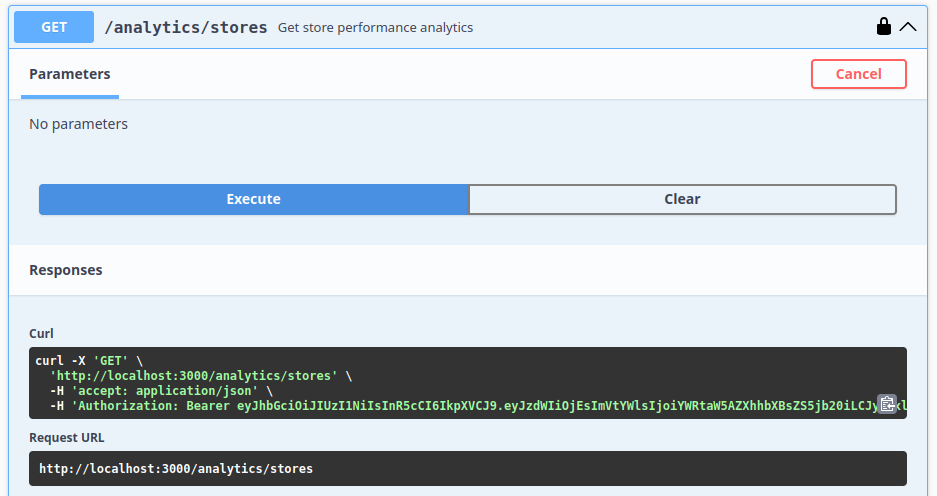 GET /analytics/stores Get store performance analytics
Parameters
Cancel
No parameters
Execute
Clear
Responses
Curl
curl -X 'GET' \
'http://localhost:3000/analytics/stores' \
-H 'accept: application/json' \
-H 'Authorization: Bearer eyJhbGciOiJIUzI1NiIsInR5cCI6IkpXVCJ9.eyJzdWIiOjEsImVtYWlsIjoiYWRtaW5AZXhhbXBsZS5jb20iLCJy
Request URL
http://localhost:3000/analytics/stores